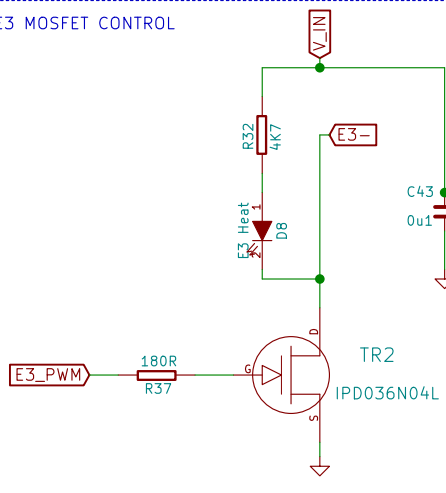 E3 MOSFET CONTROL
V_IN
R32
4K7
E3-
C43
0u1
E3 Heat
1
D8
2
D
180R
TR2
G
E3_PWM
R37
IPD036N04L
S